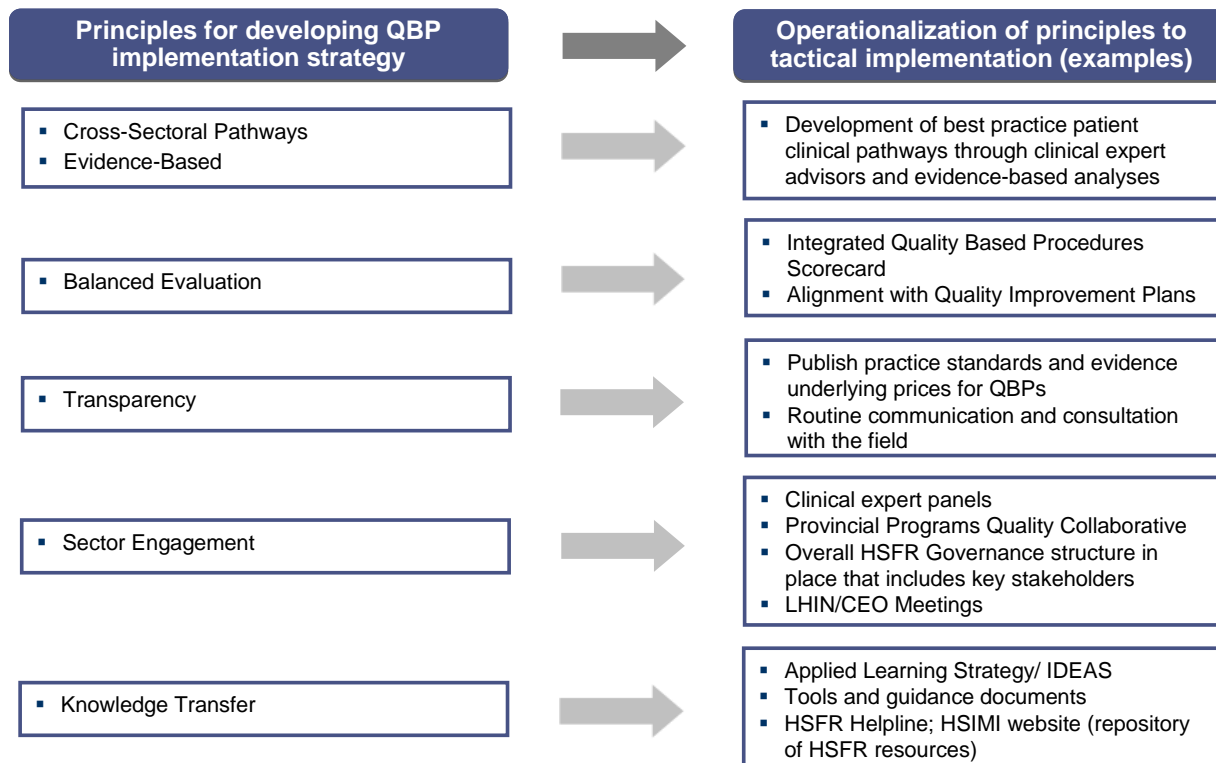 Principles for developing QBP
implementation strategy
Operationalization of principles to
tactical implementation (examples)
▪ Cross-Sectoral Pathways
▪ Evidence-Based
▪ Development of best practice patient
clinical pathways through clinical expert
advisors and evidence-based analyses
▪ Balanced Evaluation
▪ Integrated Quality Based Procedures
Scorecard
▪ Alignment with Quality Improvement Plans
▪ Transparency
▪ Publish practice standards and evidence
underlying prices for QBPs
▪ Routine communication and consultation
with the field
▪ Sector Engagement
▪ Clinical expert panels
▪ Provincial Programs Quality Collaborative
▪ Overall HSFR Governance structure in
place that includes key stakeholders
▪ LHIN/CEO Meetings
▪ Knowledge Transfer
▪ Applied Learning Strategy/ IDEAS
▪ Tools and guidance documents
▪ HSFR Helpline; HSIMI website (repository
of HSFR resources)